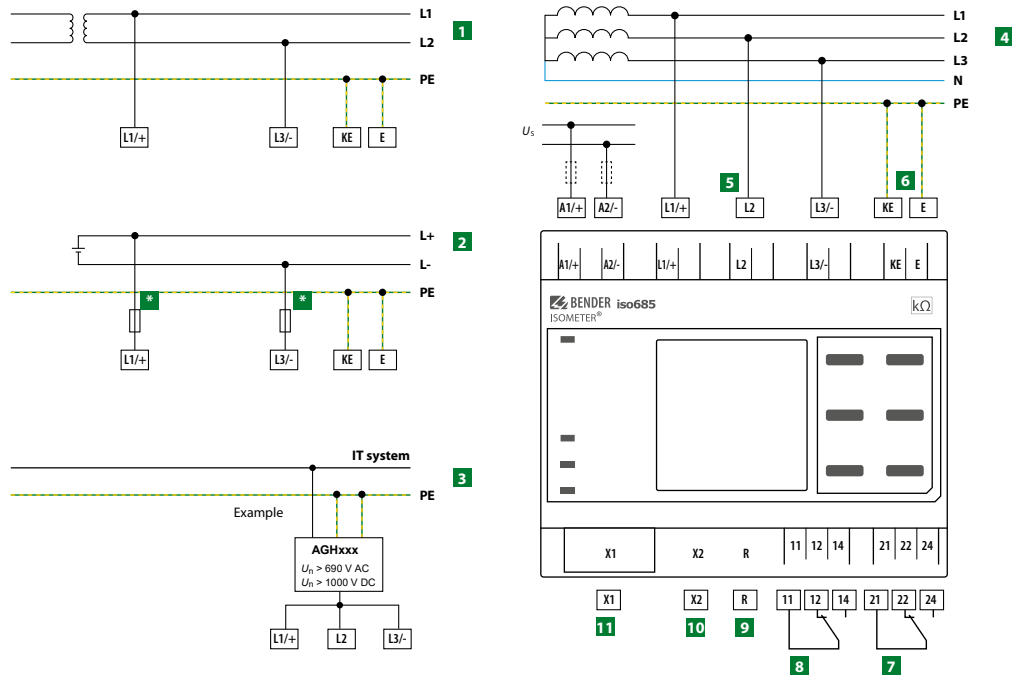 L1
1
L2
PE
L1/+
L3/-
KE
E
L+
2
L-
PE
*
*
L1/+
L3/-
KE
E
IT system
3
PE
Example
AGHxxx
Un > 690 V AC
Un > 1000 V DC
L1/+
L2
L3/-
L1
L2
4
L3
N
PE
Us
5
6
A1/+
A2/-
L1/+
L2
L3/-
KE
E
A1/+
A2/-
L1/+
L2
L3/-
KE
E
BENDER iso685
ISOMETER®
kΩ
X1
X2
R
11
12
14
21
22
24
X1
X2
R
11
12
14
21
22
24
11
10
9
8
7